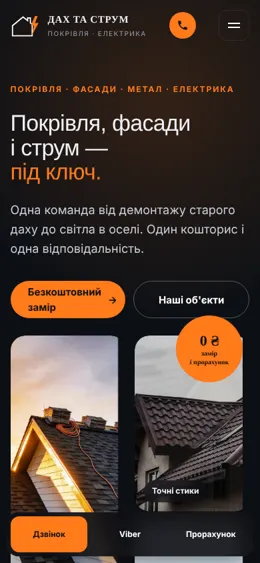 ДАХ ТА СТРУМ
ПОКРІВЛЯ · ЕЛЕКТРИКА
ПОКРІВЛЯ · ФАСАДИ · МЕТАЛ · ЕЛЕКТРИКА
Покрівля, фасади
і струм —
під ключ.
Одна команда від демонтажу старого
даху до світла в оселі. Один кошторис і
одна відповідальність.
Безкоштовний
замір →
Наші об'єкти
0 ₴
замір
і прорахунок
Точні стики
Дзвінок
Viber
Прорахунок